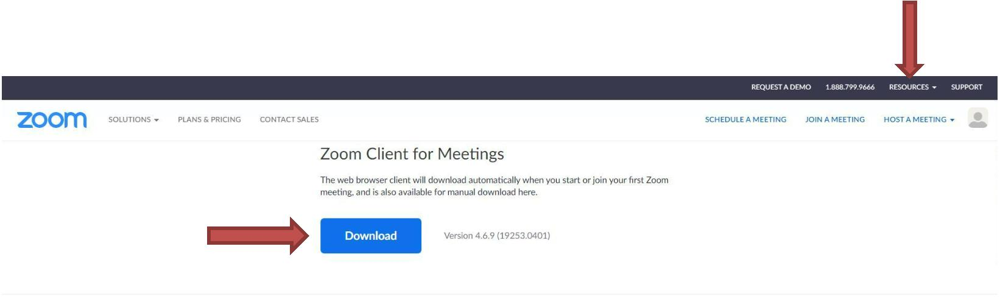 REQUEST A DEMO 1.888.799.9666 RESOURCES SUPPORT
zoom SOLUTIONS PLANS & PRICING CONTACT SALES SCHEDULE A MEETING JOIN A MEETING HOST A MEETING
Zoom Client for Meetings
The web browser client will download automatically when you start or join your first Zoom
meeting, and is also available for manual download here.
Download Version 4.6.9 (19253.0401)